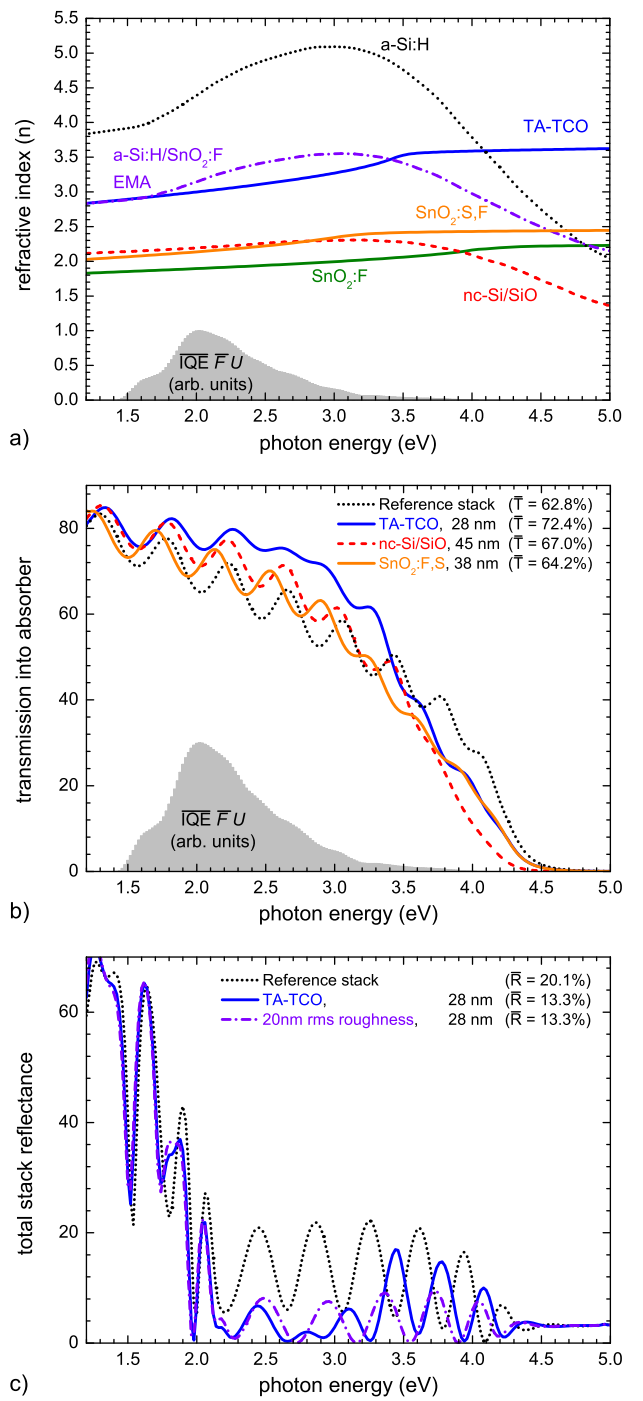 5.5
5.0
4.5
4.0
3.5
3.0
2.5
2.0
1.5
1.0
0.5
0.0
refractive index (n)
a-Si:H
TA-TCO
a-Si:H/SnO₂:F
EMA
SnO₂:S,F
SnO₂:F
nc-Si/SiO
IQE F U
(arb. units)
1.5 2.0 2.5 3.0 3.5 4.0 4.5 5.0
photon energy (eV)
a)
80
60
40
20
0
transmission into absorber
Reference stack (T = 62.8%)
TA-TCO, 28 nm (T = 72.4%)
nc-Si/SiO, 45 nm (T = 67.0%)
SnO₂:F,S, 38 nm (T = 64.2%)
IQE F U
(arb. units)
1.5 2.0 2.5 3.0 3.5 4.0 4.5 5.0
photon energy (eV)
b)
60
40
20
0
total stack reflectance
Reference stack (R = 20.1%)
TA-TCO, 28 nm (R = 13.3%)
20nm rms roughness, 28 nm (R = 13.3%)
1.5 2.0 2.5 3.0 3.5 4.0 4.5 5.0
photon energy (eV)
c)